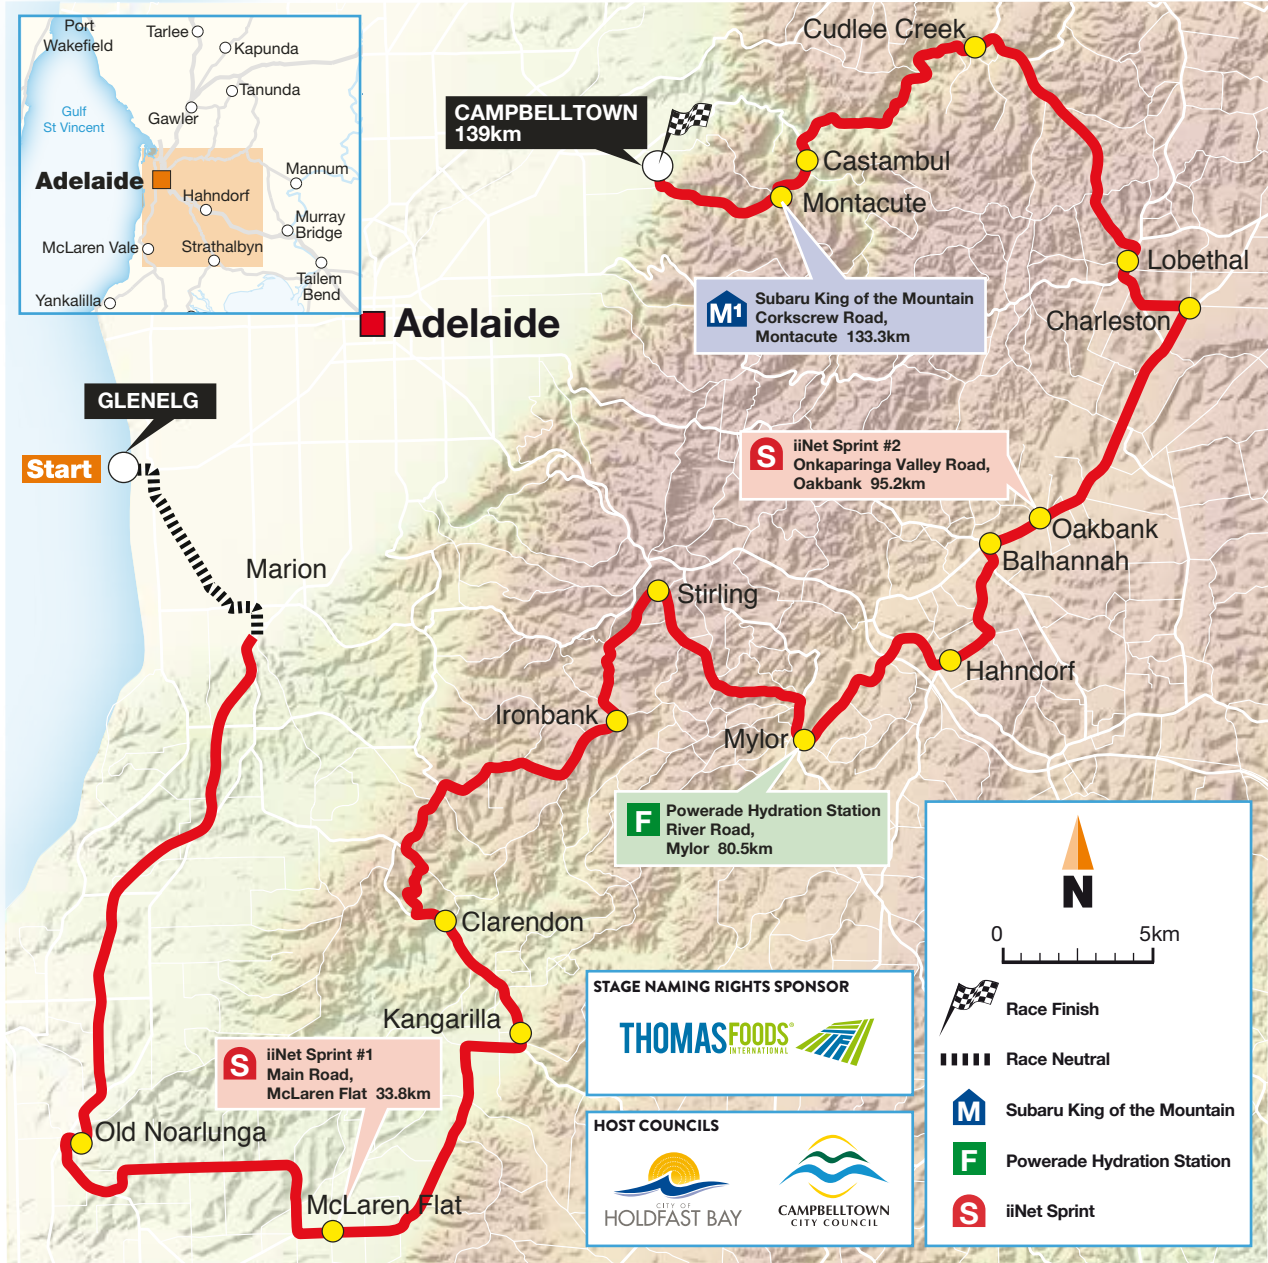 Port
Wakefield
Tarlee
Kapunda
Tanunda
Gulf
St Vincent
Gawler
Adelaide
Mannum
Hahndorf
Murray
Bridge
McLaren Vale
Strathalbyn
Tailem
Bend
Yankalilla
Cudlee Creek
CAMPBELLTOWN
139km
Castambul
Montacute
Lobethal
Charleston
M1
Subaru King of the Mountain
Corkscrew Road,
Montacute 133.3km
Adelaide
GLENELG
Start
S
iiNet Sprint #2
Onkaparinga Valley Road,
Oakbank 95.2km
Oakbank
Balhannah
Marion
Stirling
Hahndorf
Ironbank
Mylor
F
Powerade Hydration Station
River Road,
Mylor 80.5km
Clarendon
Kangarilla
S
iiNet Sprint #1
Main Road,
McLaren Flat 33.8km
Old Noarlunga
McLaren Flat
STAGE NAMING RIGHTS SPONSOR
THOMAS FOODS®
INTERNATIONAL
HOST COUNCILS
CITY OF
HOLDFAST BAY
CAMPBELLTOWN
CITY COUNCIL
N
0 5km
Race Finish
Race Neutral
M
Subaru King of the Mountain
F
Powerade Hydration Station
S
iiNet Sprint